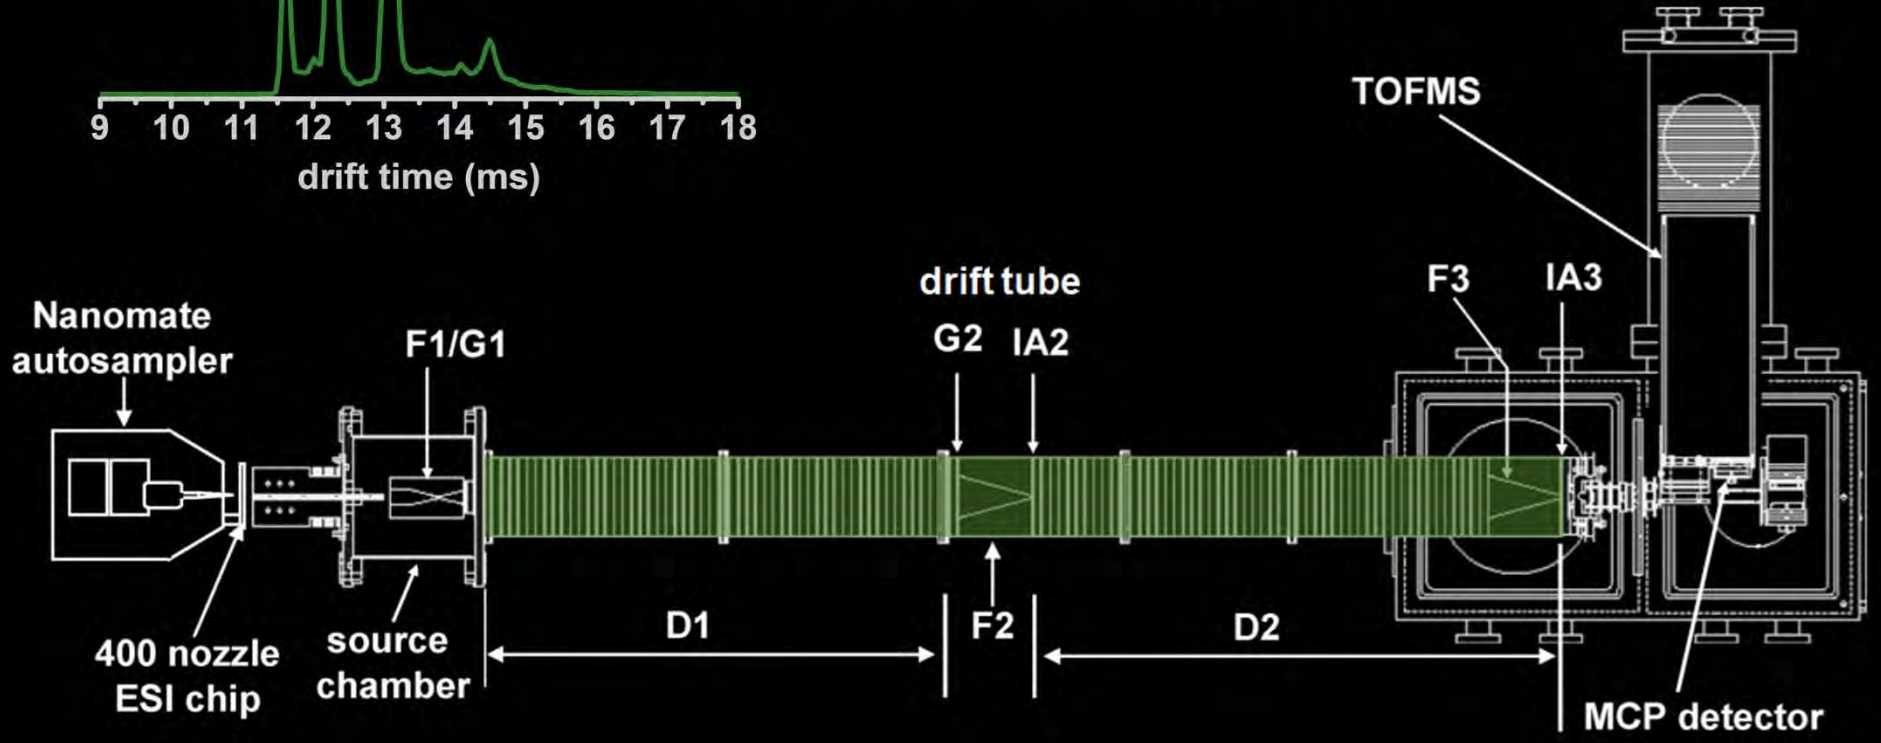 9 10 11 12 13 14 15 16 17 18
drift time (ms)
TOFMS
drift tube
F3 IA3
Nanomate
autosampler
F1/G1
G2 IA2
D1
F2
D2
400 nozzle
ESI chip
source
chamber
MCP detector